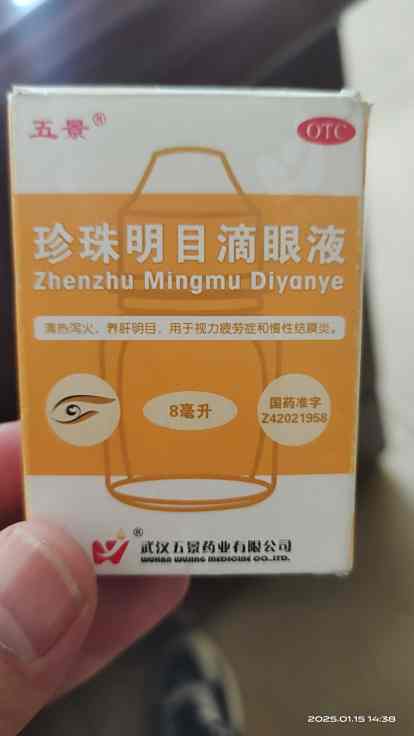 五景®
OTC
珍珠明目滴眼液
Zhenzhu Mingmu Diyanye
清热泻火、养肝明目。用于视力疲劳症和慢性结膜炎。
8毫升
国药准字
Z42021958
®
武汉五景药业有限公司
WUHAN WUJING MEDICINE CO.,LTD.
2025.01.15 14:38